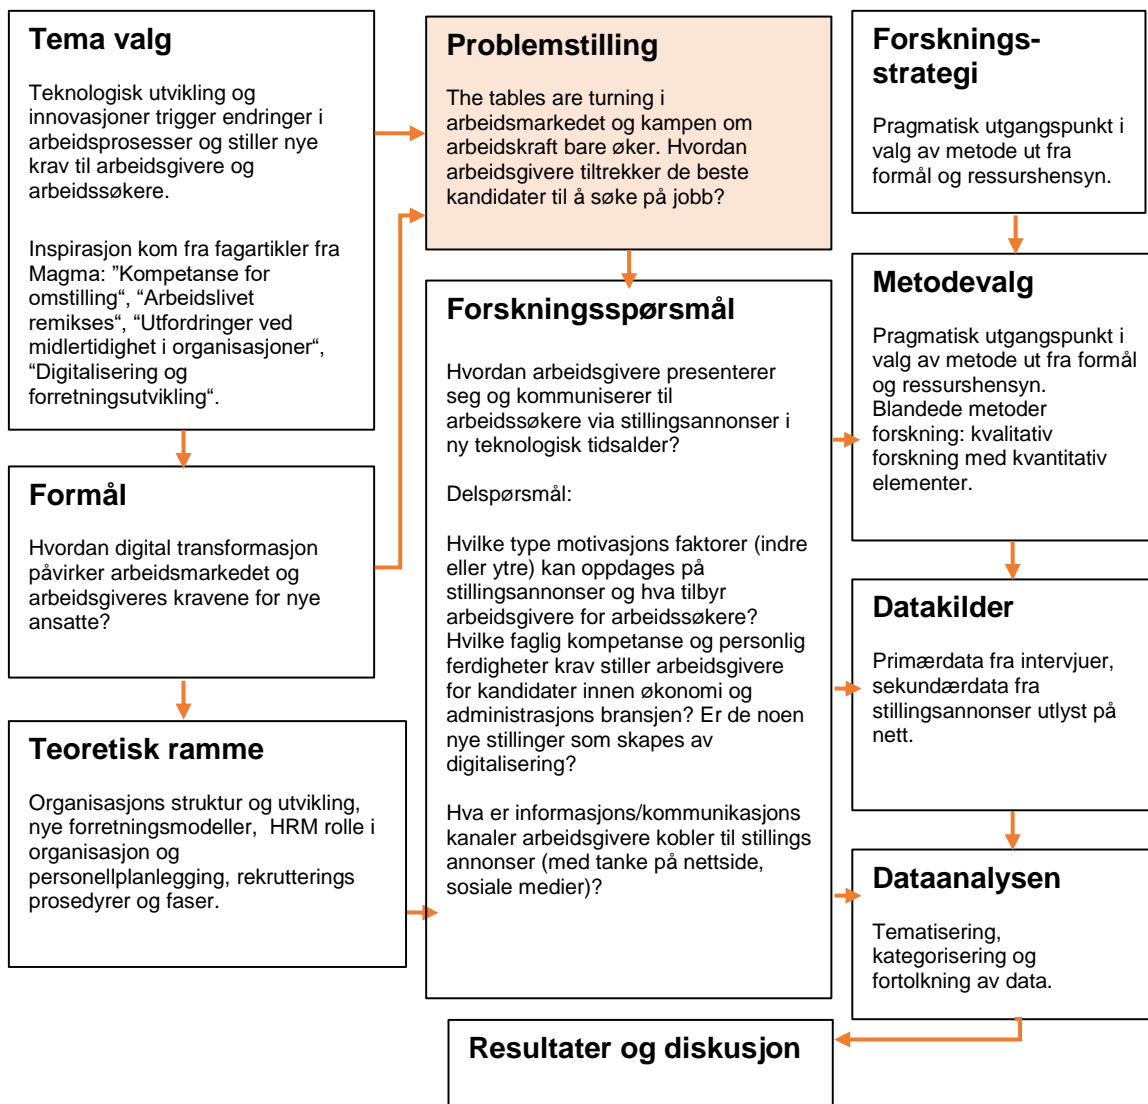 Tema valg
Teknologisk utvikling og
innovasjoner trigger endringer i
arbeidsprosesser og stiller nye
krav til arbeidsgivere og
arbeidssøkere.
Inspirasjon kom fra fagartikler fra
Magma: ”Kompetanse for
omstilling“, “Arbeidslivet
remikses“, “Utfordringer ved
midlertidighet i organisasjoner“,
“Digitalisering og
forretningsutvikling“.
Formål
Hvordan digital transformasjon
påvirker arbeidsmarkedet og
arbeidsgiveres kravene for nye
ansatte?
Teoretisk ramme
Organisasjons struktur og utvikling,
nye forretningsmodeller, HRM rolle i
organisasjon og
personellplanlegging, rekrutterings
prosedyrer og faser.
Problemstilling
The tables are turning i
arbeidsmarkedet og kampen om
arbeidskraft bare øker. Hvordan
arbeidsgivere tiltrekker de beste
kandidater til å søke på jobb?
Forskningsspørsmål
Hvordan arbeidsgivere presenterer
seg og kommuniserer til
arbeidssøkere via stillingsannonser i
ny teknologisk tidsalder?
Delspørsmål:
Hvilke type motivasjons faktorer (indre
eller ytre) kan oppdages på
stillingsannonser og hva tilbyr
arbeidsgivere for arbeidssøkere?
Hvilke faglig kompetanse og personlig
ferdigheter krav stiller arbeidsgivere
for kandidater innen økonomi og
administrasjons bransjen? Er de noen
nye stillinger som skapes av
digitalisering?
Hva er informasjons/kommunikasjons
kanaler arbeidsgivere kobler til stillings
annonser (med tanke på nettside,
sosiale medier)?
Forsknings-
strategi
Pragmatisk utgangspunkt i
valg av metode ut fra
formål og ressurshensyn.
Metodevalg
Pragmatisk utgangspunkt i
valg av metode ut fra formål
og ressurshensyn.
Blandede metoder
forskning: kvalitativ
forskning med kvantitativ
elementer.
Datakilder
Primærdata fra intervjuer,
sekundærdata fra
stillingsannonser utlyst på
nett.
Dataanalysen
Tematisering,
kategorisering og
fortolkning av data.
Resultater og diskusjon